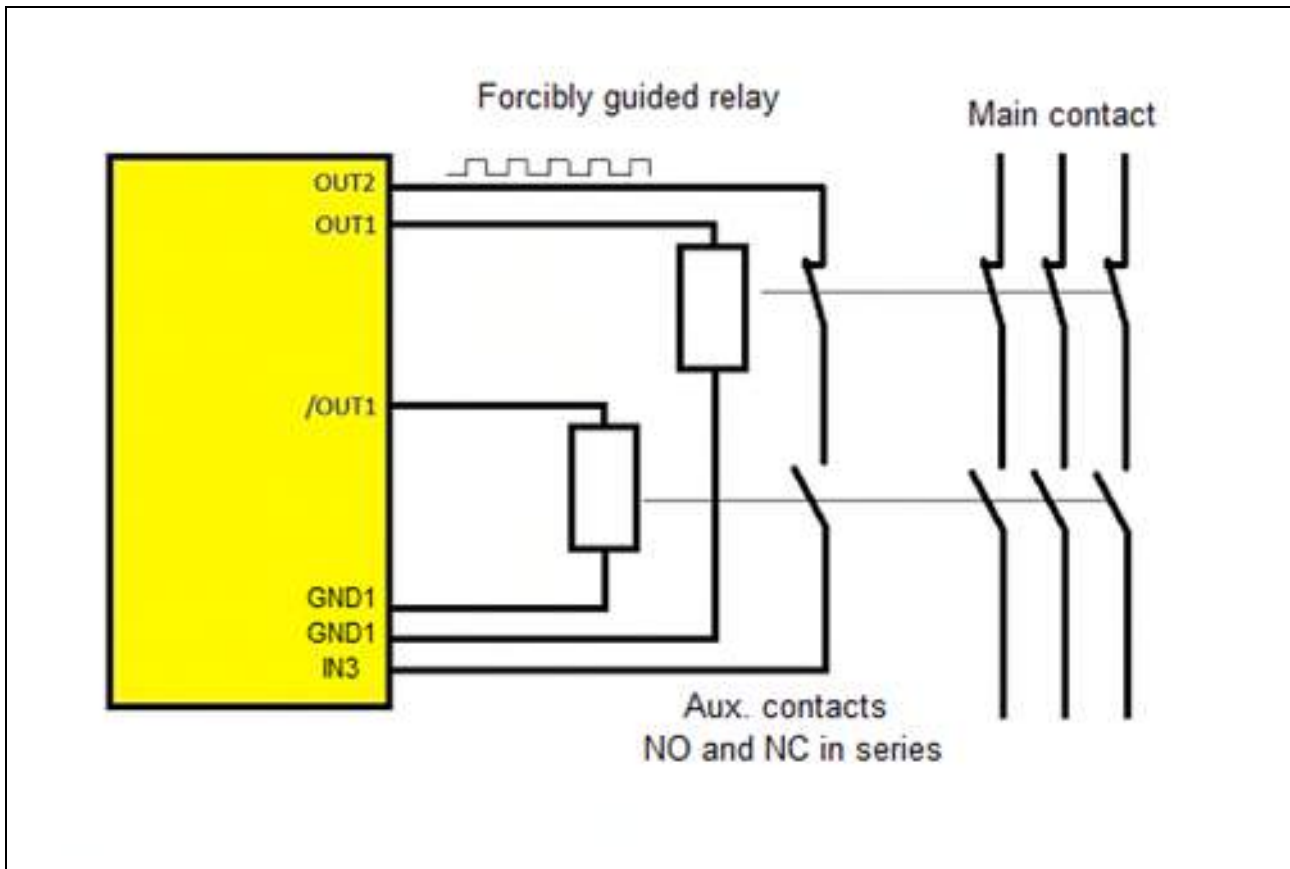 Forcibly guided relay
Main contact
OUT2
OUT1
/OUT1
GND1
GND1
IN3
Aux. contacts
NO and NC in series